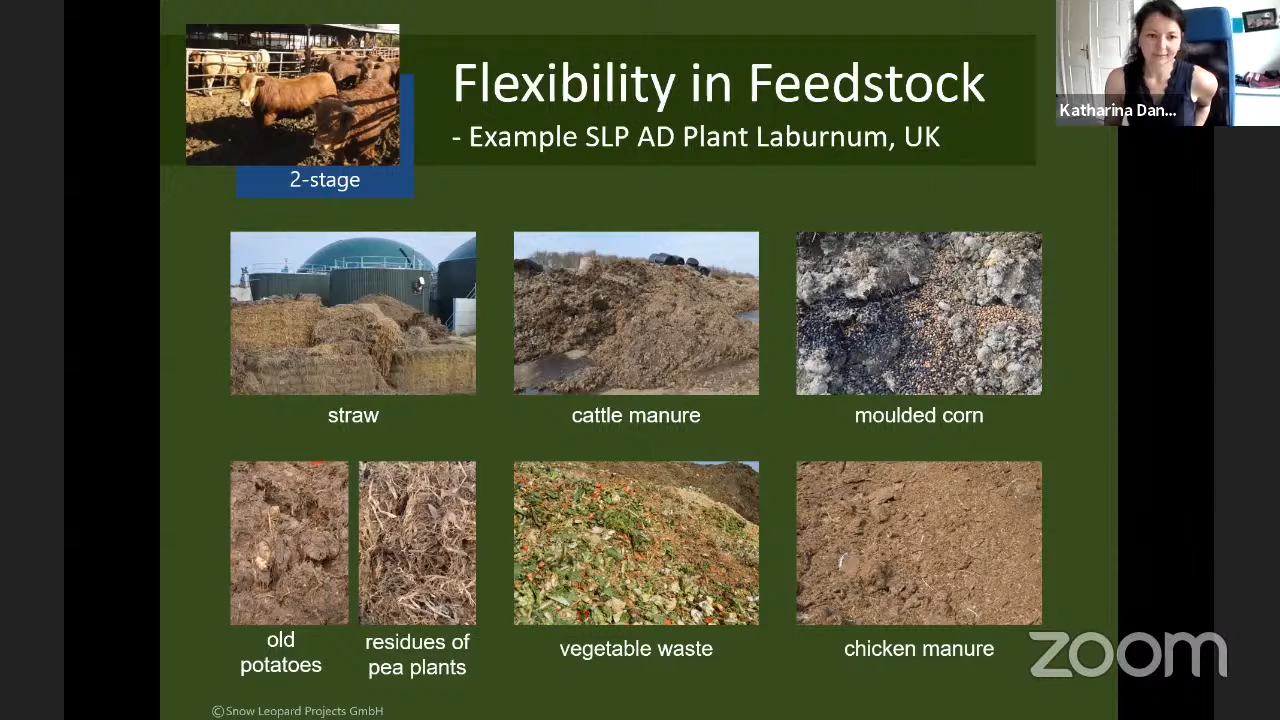 Flexibility in Feedstock
- Example SLP AD Plant Laburnum, UK
Katharina Dan...
2-stage
straw
cattle manure
moulded corn
old
potatoes
residues of
pea plants
vegetable waste
chicken manure
zoom
©Snow Leopard Projects GmbH